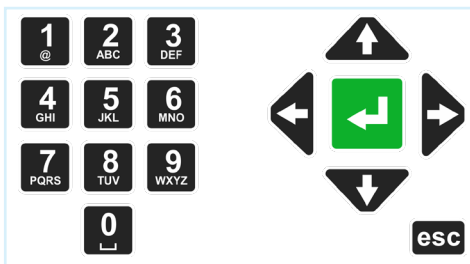 1 2 3
@ ABC DEF
4 5 6
GHI JKL MNO
7 8 9
PQRS TUV WXYZ
0
esc